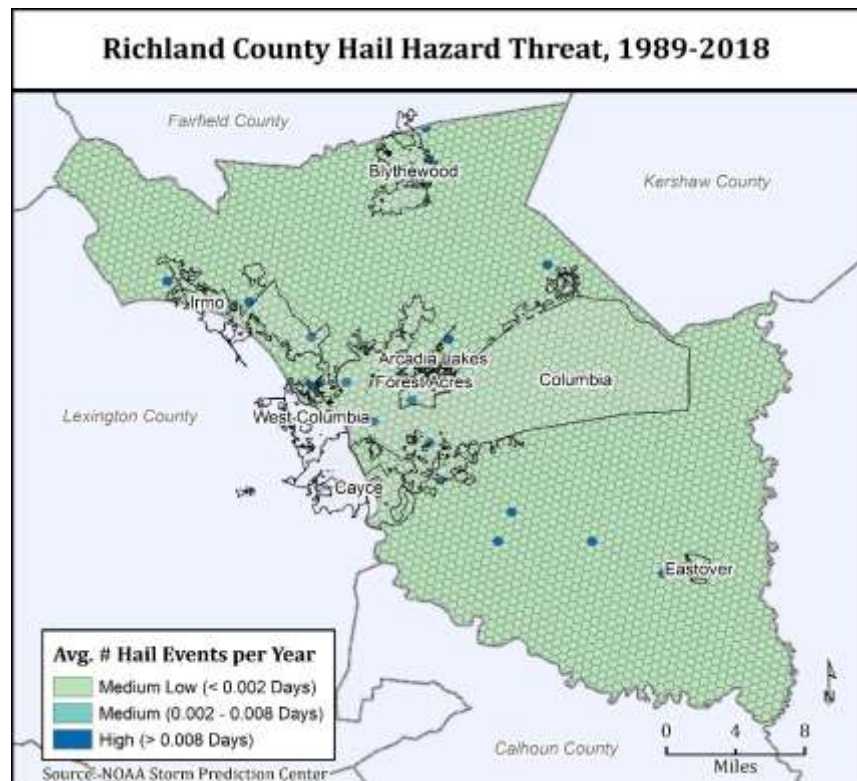 Richland County Hail Hazard Threat, 1989-2018
Fairfield County
Blythewood
Kershaw County
Irmo
Arcadia Lakes
Forest Acres
Columbia
West Columbia
Lexington County
Cayce
Eastover
Avg. # Hail Events per Year
Medium Low (< 0.002 Days)
Medium (0.002 - 0.008 Days)
High (> 0.008 Days)
Source: NOAA Storm Prediction Center
Calhoun County
0 4 8
Miles
N